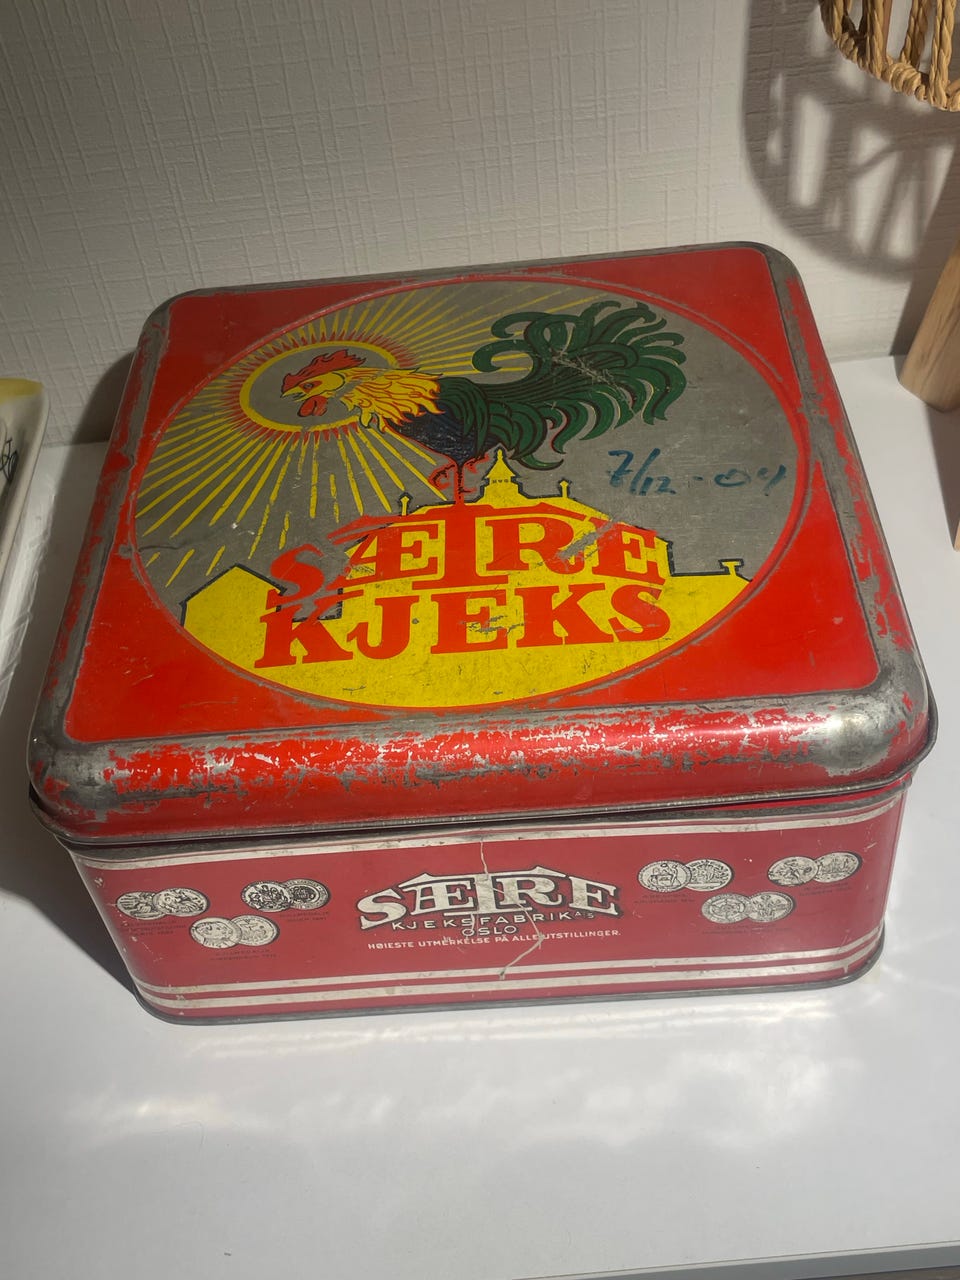 7/12 - 04
SÆTRE
KJEKS
SÆTRE
KJEKSFABRIK A/S
OSLO
HØIESTE UTMERKELSE PÅ ALLE UTSTILLINGER.